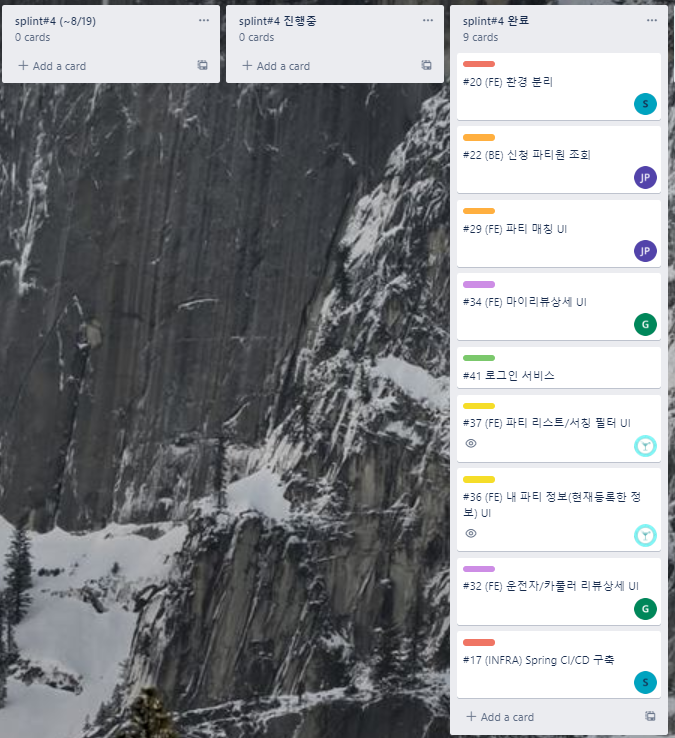 splint#4 (~8/19)
0 cards
Add a card
splint#4 진행중
0 cards
Add a card
splint#4 완료
9 cards
#20 (FE) 환경 분리
S
#22 (BE) 신청 파티원 조회
JP
#29 (FE) 파티 매칭 UI
JP
#34 (FE) 마이리뷰상세 UI
G
#41 로그인 서비스
#37 (FE) 파티 리스트/서칭 필터 UI
#36 (FE) 내 파티 정보(현재등록한 정
보) UI
#32 (FE) 운전자/카풀러 리뷰상세 UI
G
#17 (INFRA) Spring CI/CD 구축
S
Add a card